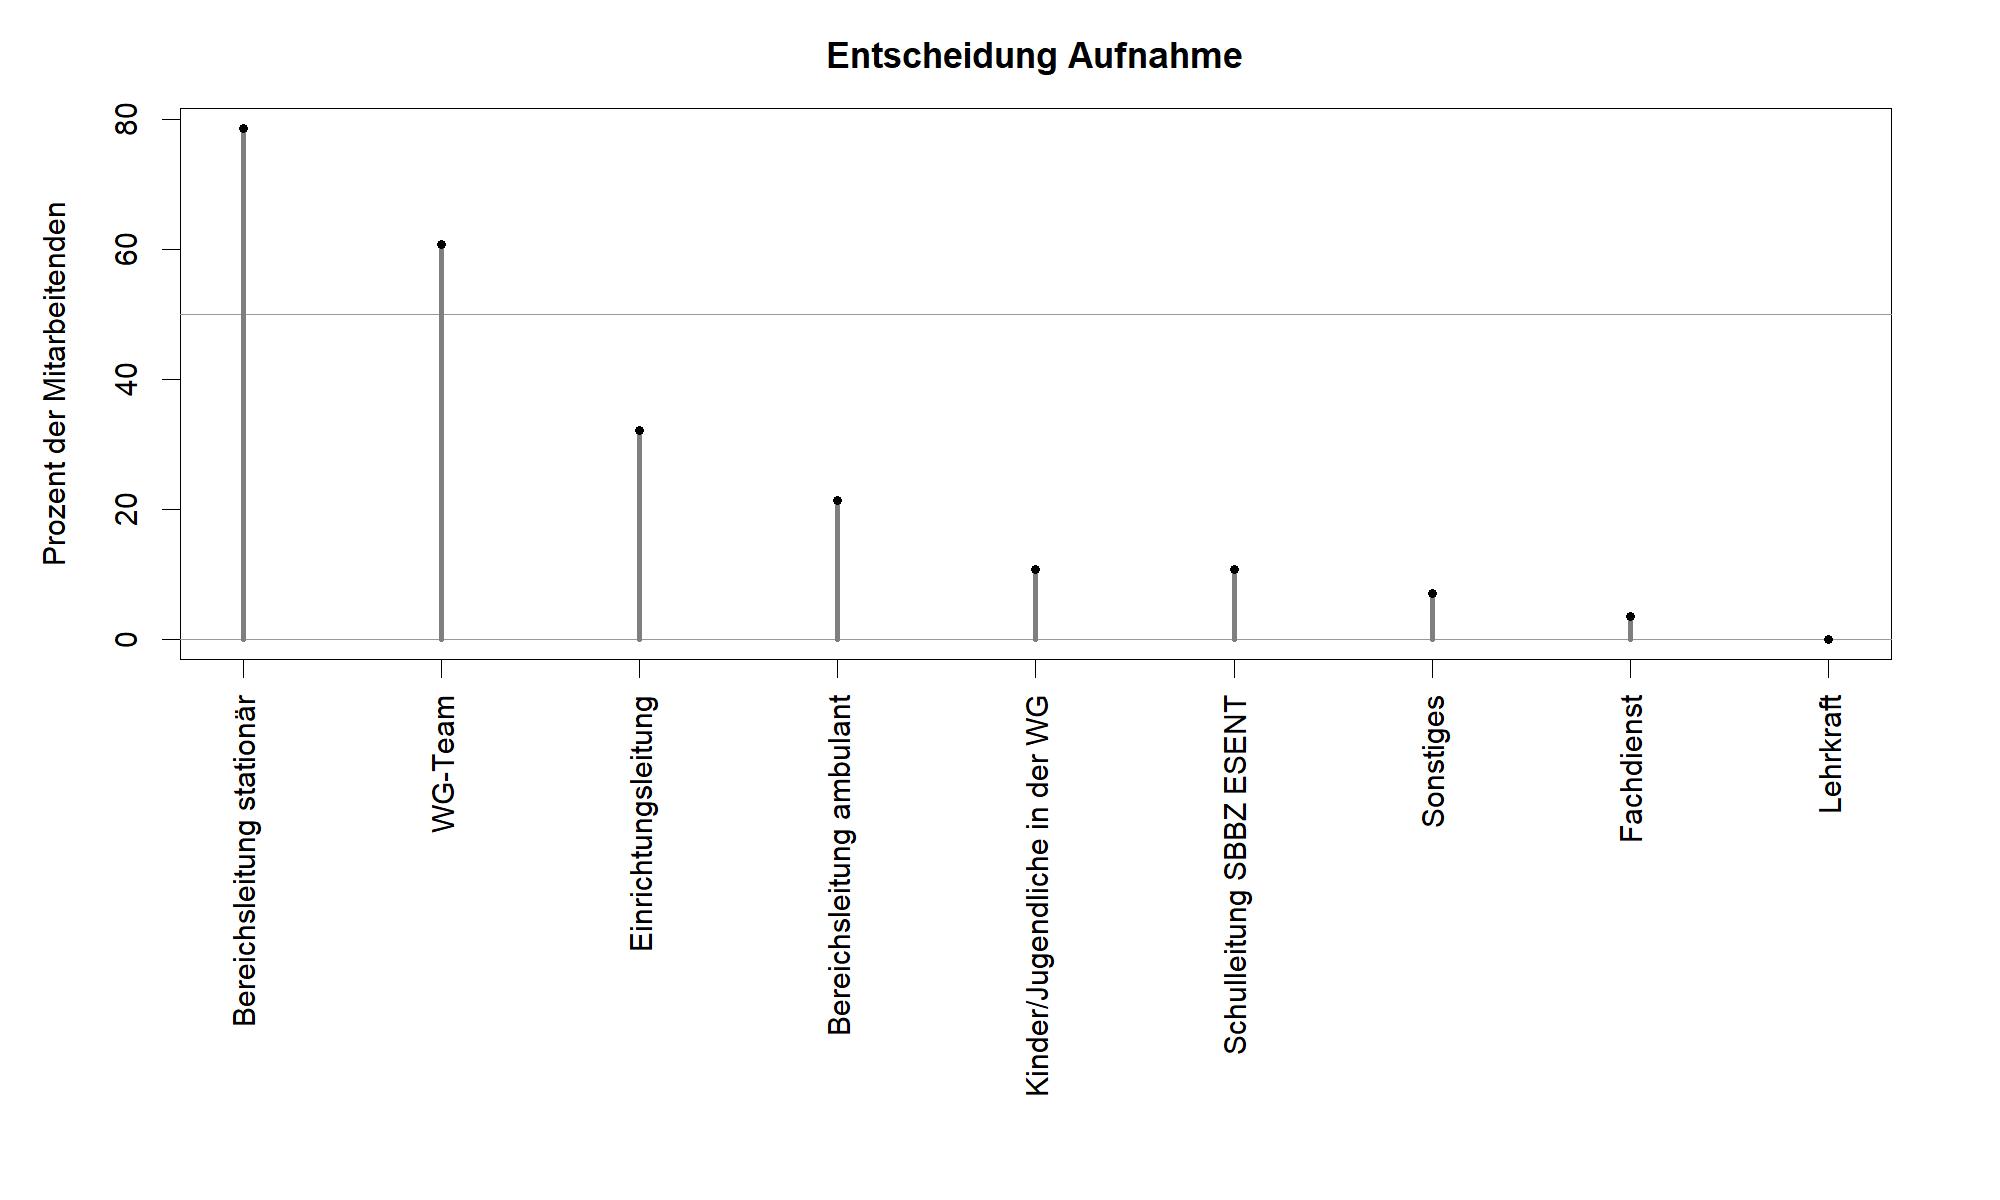 Entscheidung Aufnahme
Prozent der Mitarbeitenden
80
60
40
20
0
Bereichsleitung stationär
WG-Team
Einrichtungsleitung
Bereichsleitung ambulant
Kinder/Jugendliche in der WG
Schulleitung SBBZ ESENT
Sonstiges
Fachdienst
Lehrkraft